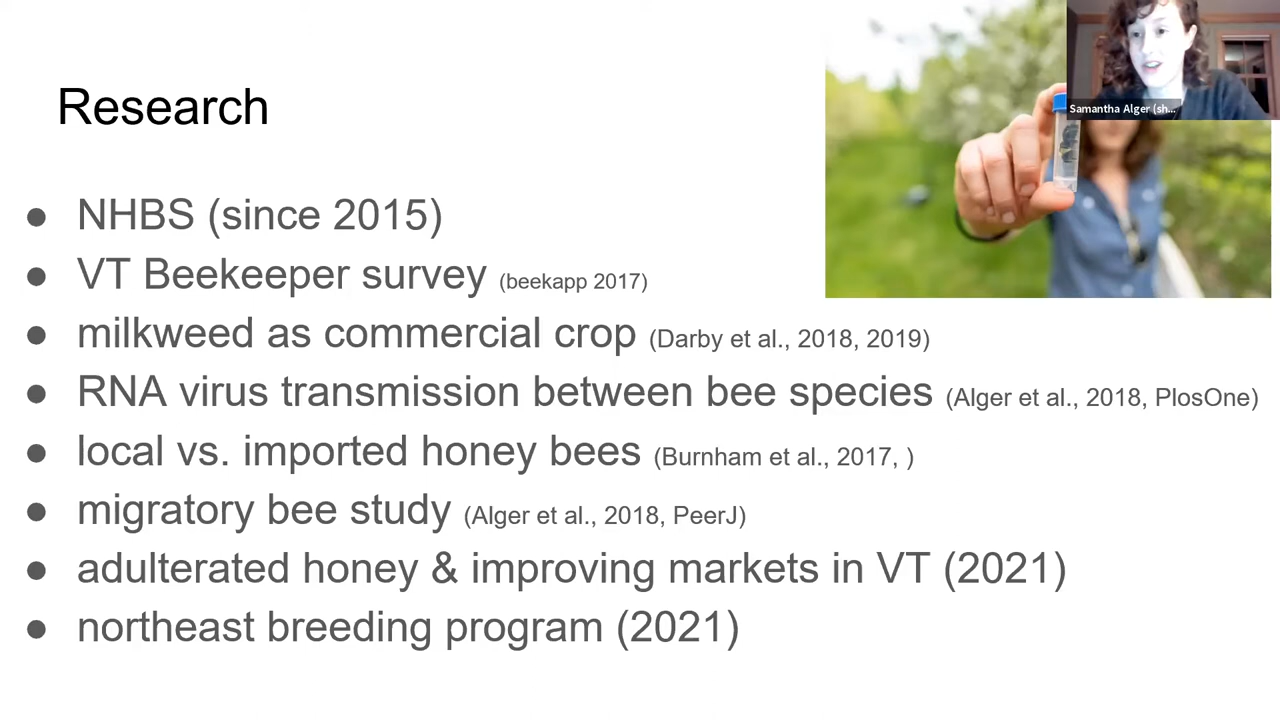 Samantha Alger (sh...
Research
● NHBS (since 2015)
● VT Beekeeper survey (beekapp 2017)
● milkweed as commercial crop (Darby et al., 2018, 2019)
● RNA virus transmission between bee species (Alger et al., 2018, PlosOne)
● local vs. imported honey bees (Burnham et al., 2017, )
● migratory bee study (Alger et al., 2018, PeerJ)
● adulterated honey & improving markets in VT (2021)
● northeast breeding program (2021)